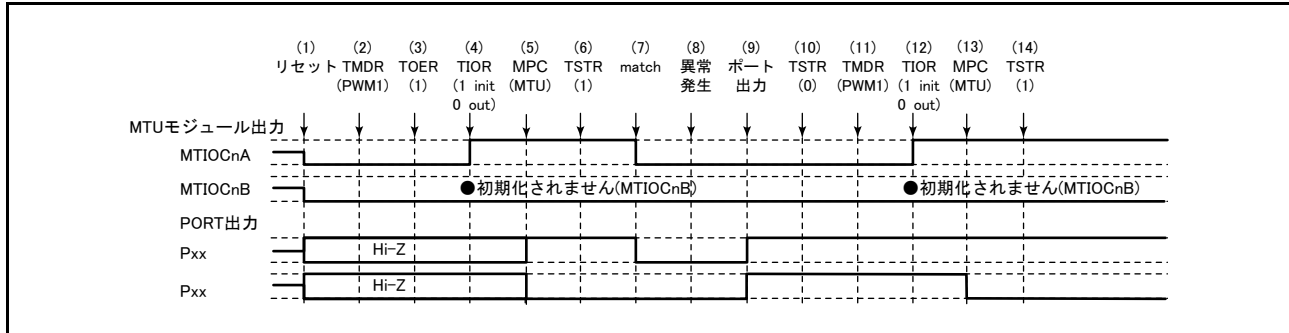 (1) (2) (3) (4) (5) (6) (7) (8) (9) (10) (11) (12) (13) (14)
リセット TMDR TOER TIOR MPC TSTR match 異常 ポート TSTR TMDR TIOR MPC TSTR
(PWM1) (1) (1 init (MTU) (1) 発生 出力 (0) (PWM1) (1 init (MTU) (1)
0 out) 0 out)
MTUモジュール出力
MTIOCnA
MTIOCnB ●初期化されません(MTIOCnB) ●初期化されません(MTIOCnB)
PORT出力
Pxx Hi-Z
Pxx Hi-Z